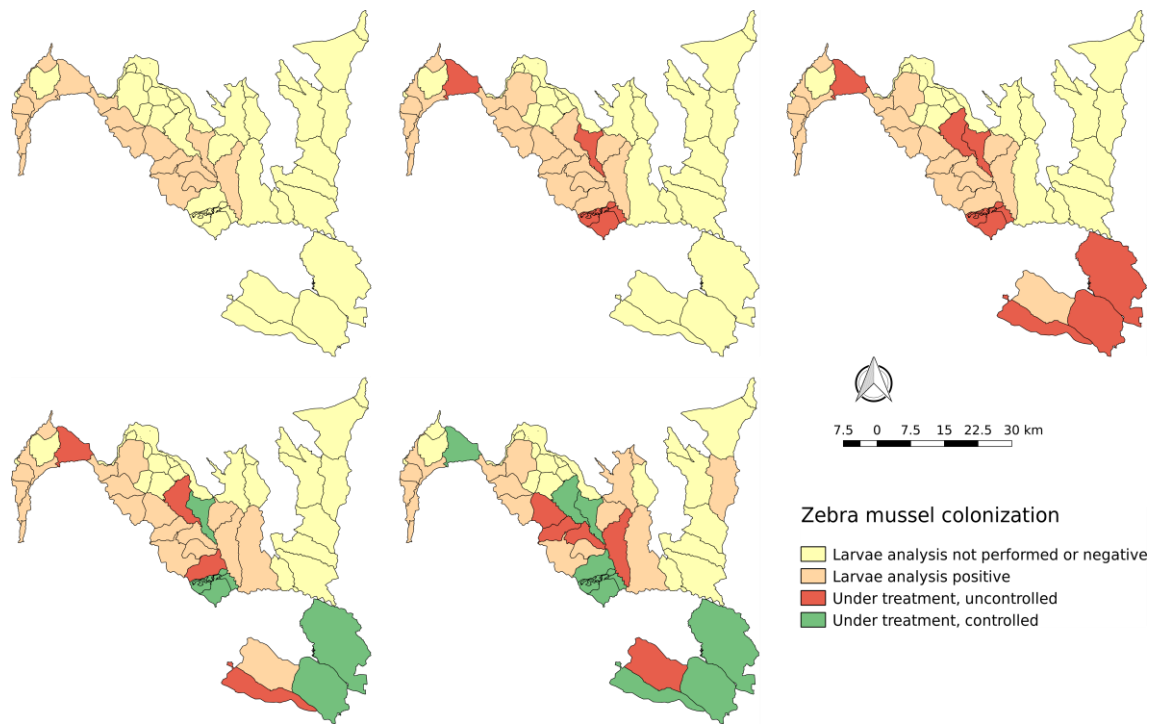 7.5 0 7.5 15 22.5 30 km
Zebra mussel colonization
Larvae analysis not performed or negative
Larvae analysis positive
Under treatment, uncontrolled
Under treatment, controlled